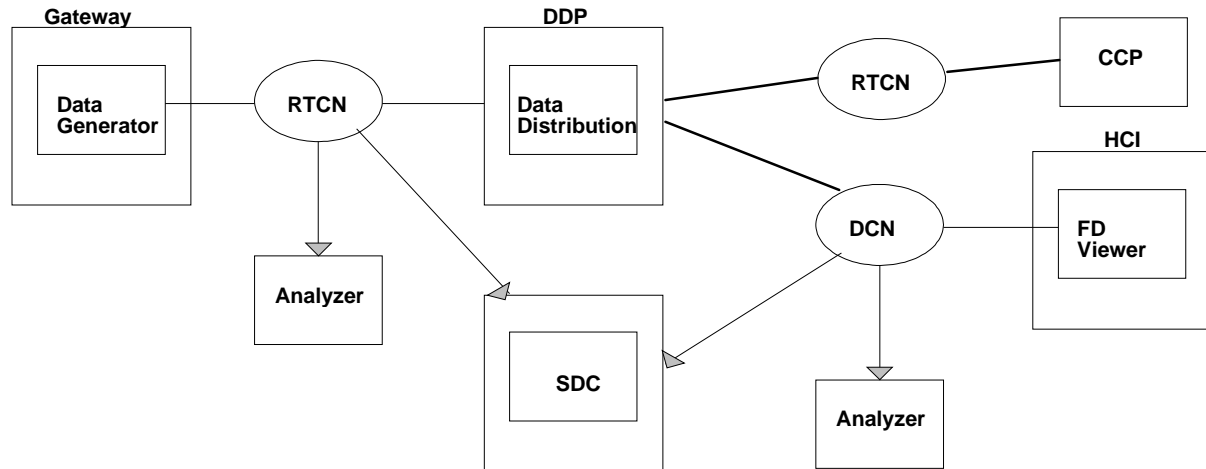 Gateway
DDP
CCP
RTCN
Data
Generator
RTCN
Data
Distribution
HCI
DCN
FD
Viewer
Analyzer
SDC
Analyzer